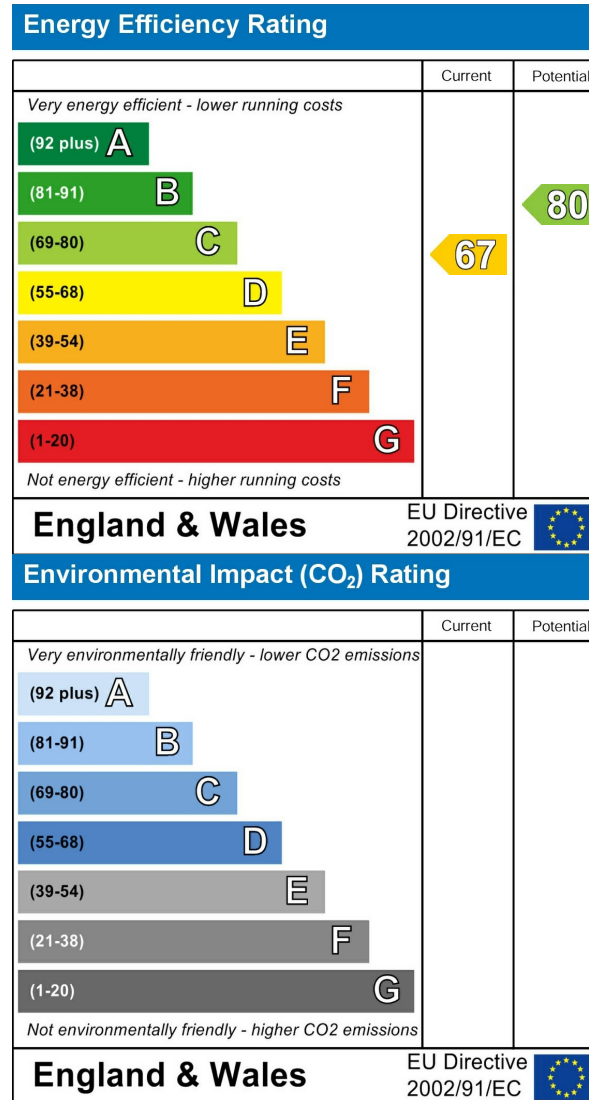 Energy Efficiency Rating
Current Potential
Very energy efficient - lower running costs
(92 plus) A
(81-91) B
80
(69-80) C
67
(55-68) D
(39-54) E
(21-38) F
(1-20) G
Not energy efficient - higher running costs
England & Wales
EU Directive
2002/91/EC
Environmental Impact (CO₂) Rating
Current Potential
Very environmentally friendly - lower CO2 emissions
(92 plus) A
(81-91) B
(69-80) C
(55-68) D
(39-54) E
(21-38) F
(1-20) G
Not environmentally friendly - higher CO2 emissions
England & Wales
EU Directive
2002/91/EC